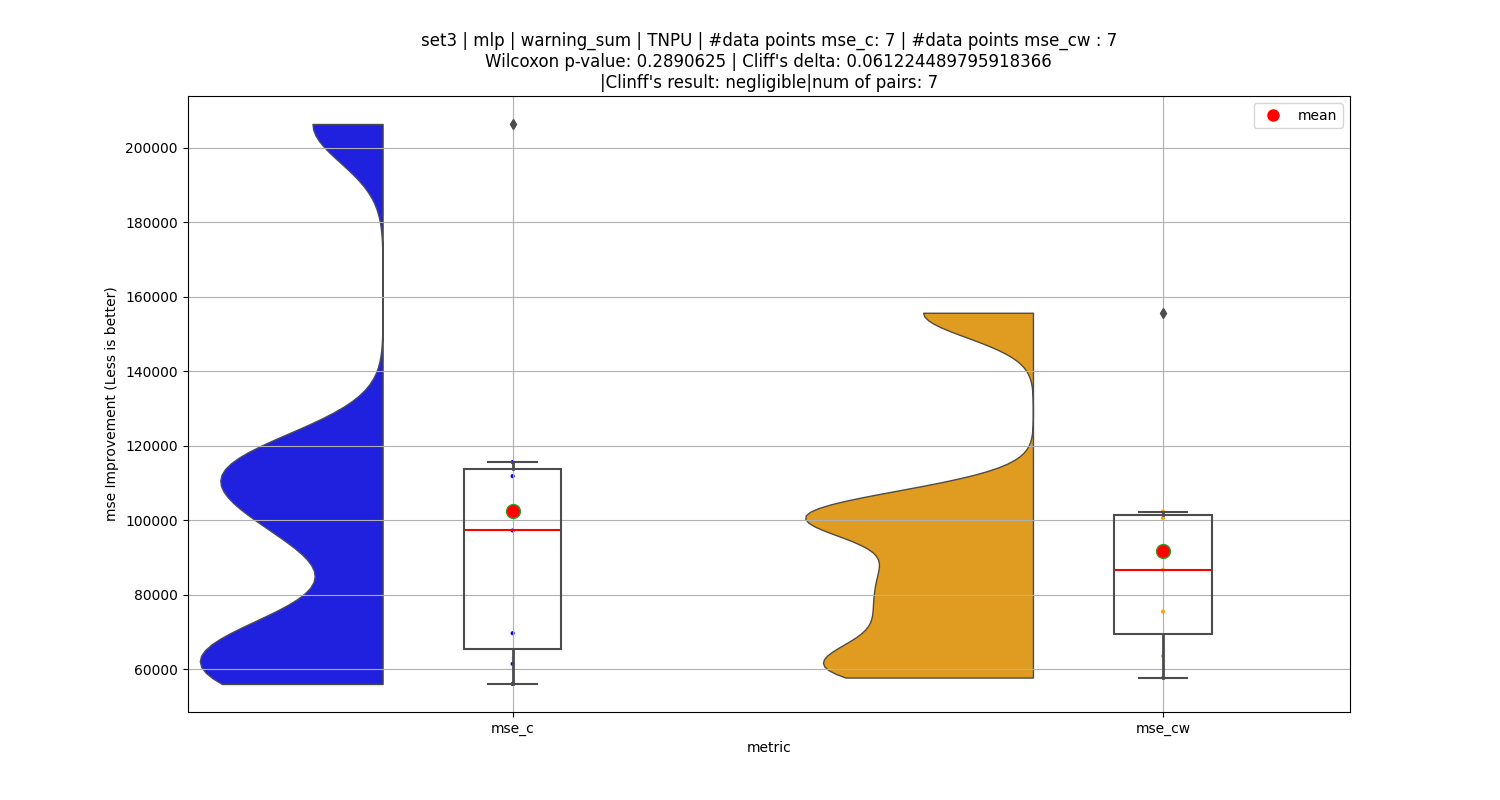 set3 | mlp | warning_sum | TNPU | #data points mse_c: 7 | #data points mse_cw : 7
Wilcoxon p-value: 0.2890625 | Cliff's delta: 0.061224489795918366
|Clinff's result: negligible|num of pairs: 7
mean
200000
180000
160000
140000
120000
100000
80000
60000
mse Improvement (Less is better)
mse_c
mse_cw
metric